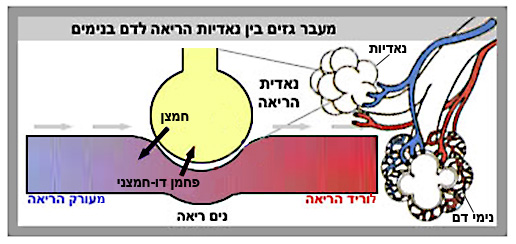 מעבר גזים בין נאדיות הריאה לדם בנימים
נאדיות
נאדית
הריאה
חמצן
פחמן דו-חמצני
מעורק הריאה
לוריד הריאה
נים ריאה
נימי דם